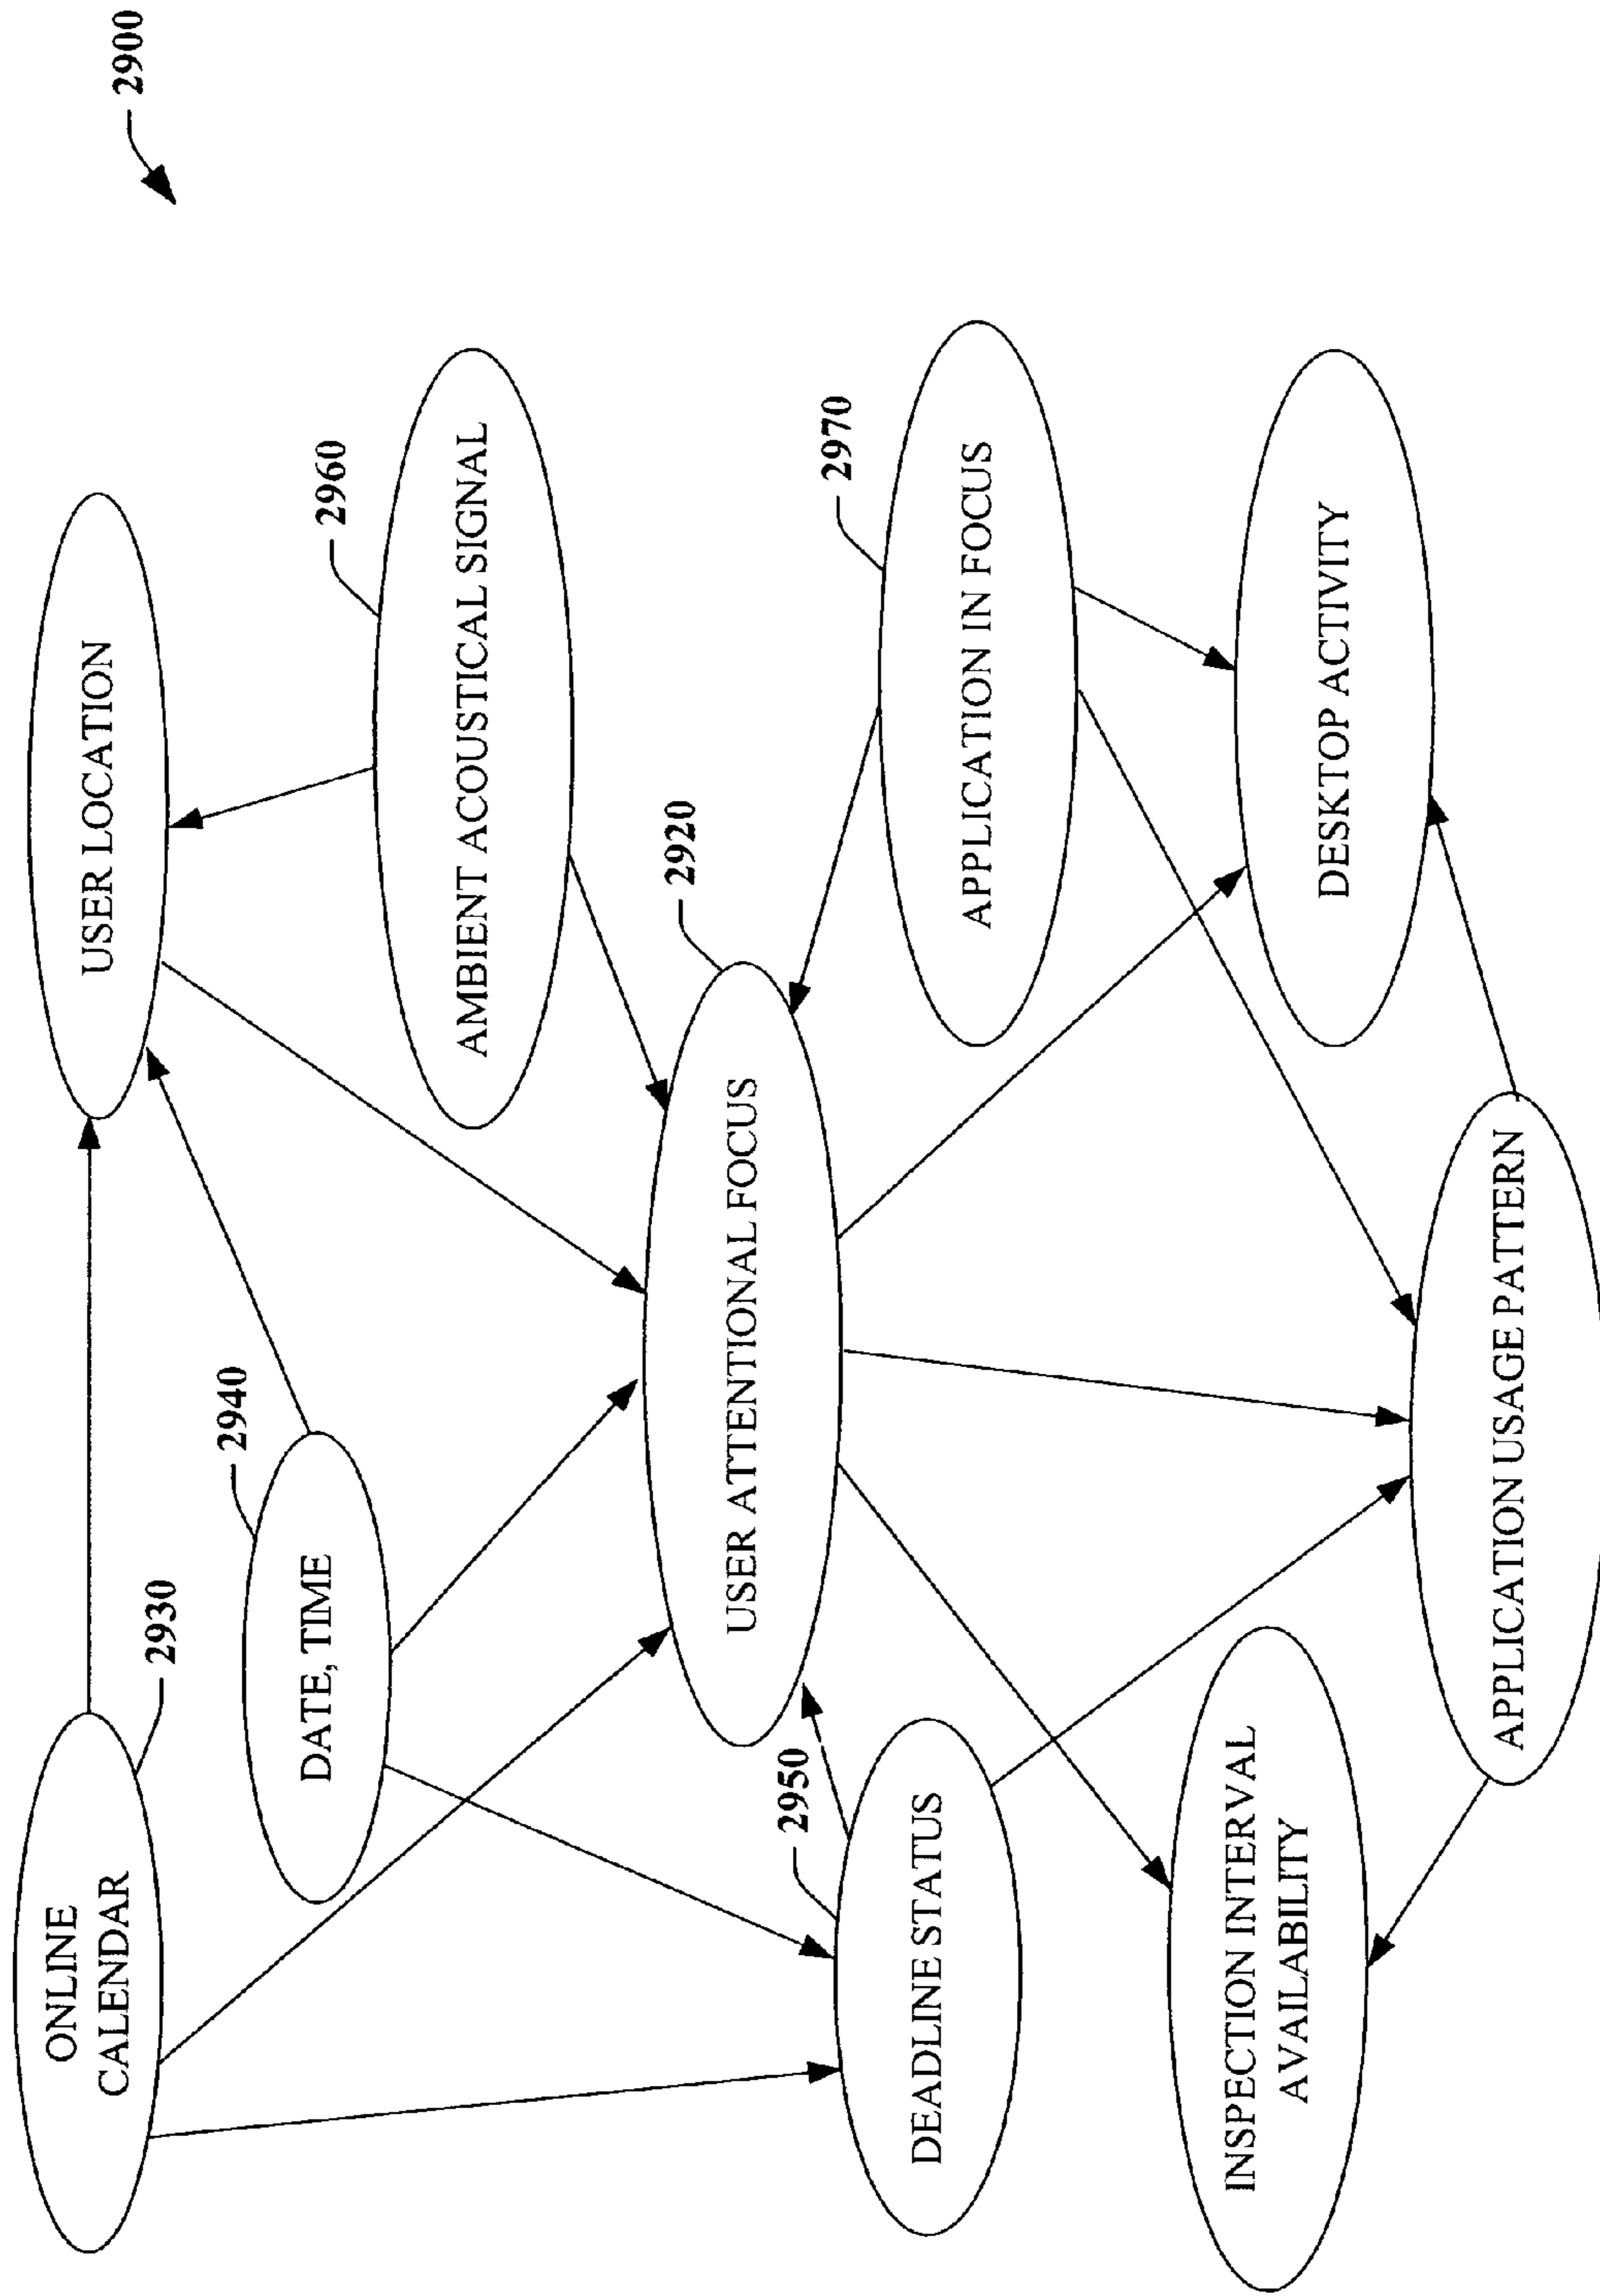 2900
ONLINE
CALENDAR
2930
USER LOCATION
DATE, TIME
2940
AMBIENT ACOUSTICAL SIGNAL
2960
USER ATTENTIONAL FOCUS
2920
DEADLINE STATUS
2950
APPLICATION IN FOCUS
2970
INSPECTION INTERVAL
AVAILABILITY
DESKTOP ACTIVITY
APPLICATION USAGE PATTERN